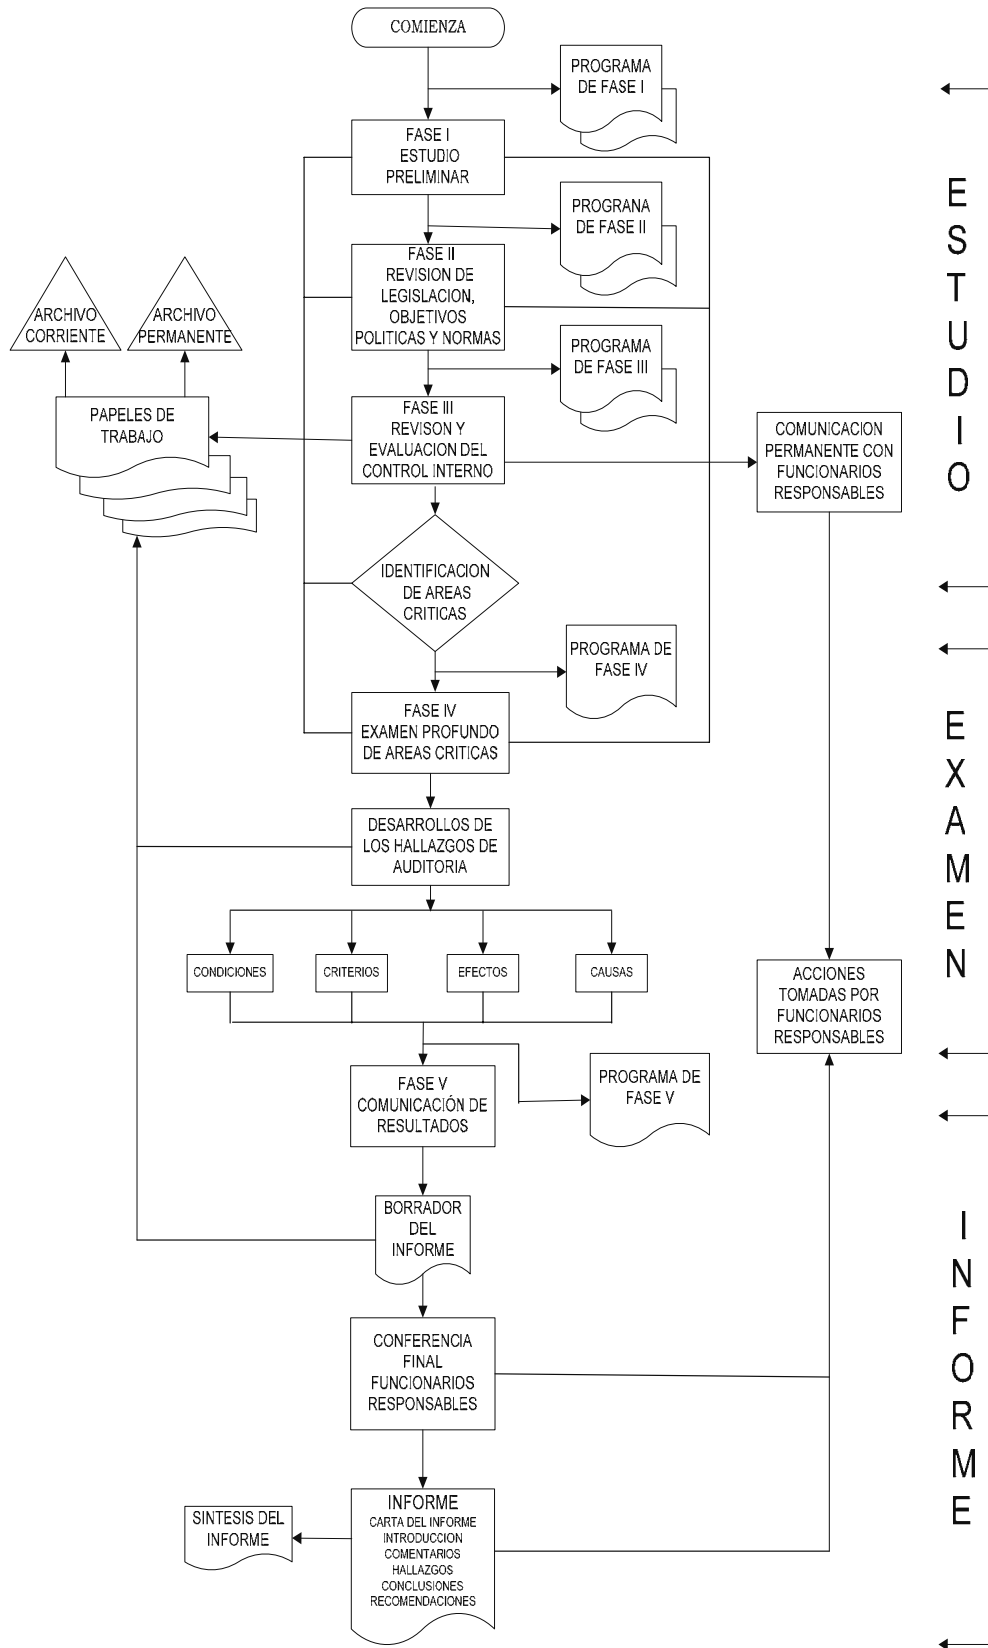 COMIENZA
PROGRAMA
DE FASE I
FASE I
ESTUDIO
PRELIMINAR
PROGRANA
DE FASE II
FASE II
REVISION DE
LEGISLACION,
OBJETIVOS
POLITICAS Y NORMAS
ARCHIVO
CORRIENTE
ARCHIVO
PERMANENTE
PROGRAMA
DE FASE III
PAPELES DE
TRABAJO
FASE III
REVISON Y
EVALUACION DEL
CONTROL INTERNO
COMUNICACION
PERMANENTE CON
FUNCIONARIOS
RESPONSABLES
IDENTIFICACION
DE AREAS
CRITICAS
PROGRAMA DE
FASE IV
FASE IV
EXAMEN PROFUNDO
DE AREAS CRITICAS
DESARROLLOS DE
LOS HALLAZGOS DE
AUDITORIA
CONDICIONES
CRITERIOS
EFECTOS
CAUSAS
ACCIONES
TOMADAS POR
FUNCIONARIOS
RESPONSABLES
FASE V
COMUNICACIÓN DE
RESULTADOS
PROGRAMA DE
FASE V
BORRADOR
DEL
INFORME
CONFERENCIA
FINAL
FUNCIONARIOS
RESPONSABLES
SINTESIS DEL
INFORME
INFORME
CARTA DEL INFORME
INTRODUCCION
COMENTARIOS
HALLAZGOS
CONCLUSIONES
RECOMENDACIONES
ESTUDIO
EXAMEN
INFORME